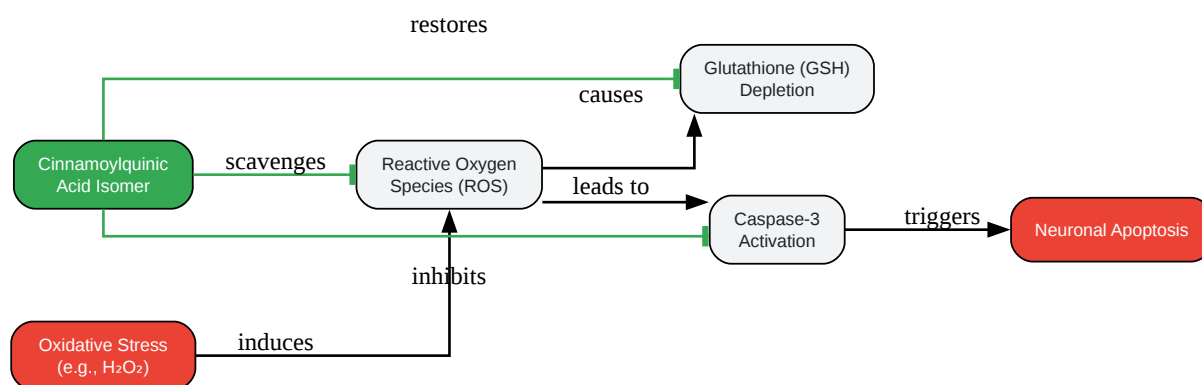 restores
Glutathione (GSH)
Depletion
causes
Cinnamoylquinic
Acid Isomer
scavenges
Reactive Oxygen
Species (ROS)
leads to
Caspase-3
Activation
triggers
Neuronal Apoptosis
inhibits
Oxidative Stress
(e.g., H₂O₂)
induces